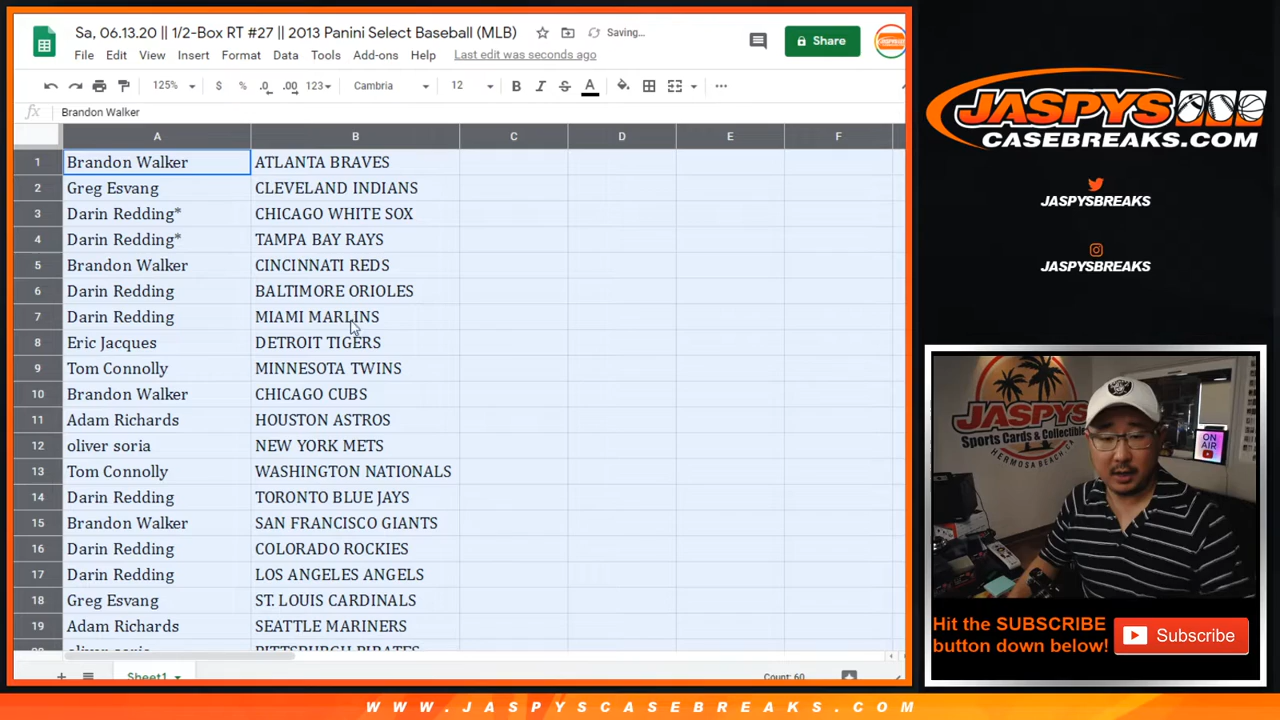 Sa, 06.13.20 || 1/2-Box RT #27 || 2013 Panini Select Baseball (MLB) Saving...
File Edit View Insert Format Data Tools Add-ons Help Last edit was seconds ago
Share
125% $ % .0 .00 123 Cambria 12 B I S A
fx Brandon Walker
A B C D E F
1 Brandon Walker ATLANTA BRAVES
2 Greg Esvang CLEVELAND INDIANS
3 Darin Redding* CHICAGO WHITE SOX
4 Darin Redding* TAMPA BAY RAYS
5 Brandon Walker CINCINNATI REDS
6 Darin Redding BALTIMORE ORIOLES
7 Darin Redding MIAMI MARLINS
8 Eric Jacques DETROIT TIGERS
9 Tom Connolly MINNESOTA TWINS
10 Brandon Walker CHICAGO CUBS
11 Adam Richards HOUSTON ASTROS
12 oliver soria NEW YORK METS
13 Tom Connolly WASHINGTON NATIONALS
14 Darin Redding TORONTO BLUE JAYS
15 Brandon Walker SAN FRANCISCO GIANTS
16 Darin Redding COLORADO ROCKIES
17 Darin Redding LOS ANGELES ANGELS
18 Greg Esvang ST. LOUIS CARDINALS
19 Adam Richards SEATTLE MARINERS
oliver soria PITTSBURGH PIRATES
Sheet1 Count: 60
JASPYS
CASEBREAKS.COM
JASPYSBREAKS
JASPYSBREAKS
JASPYS
Sports Cards & Collectibles
HERMOSA BEACH CA
ON AIR
Hit the SUBSCRIBE
button down below!
Subscribe
WWW.JASPYSCASEBREAKS.COM